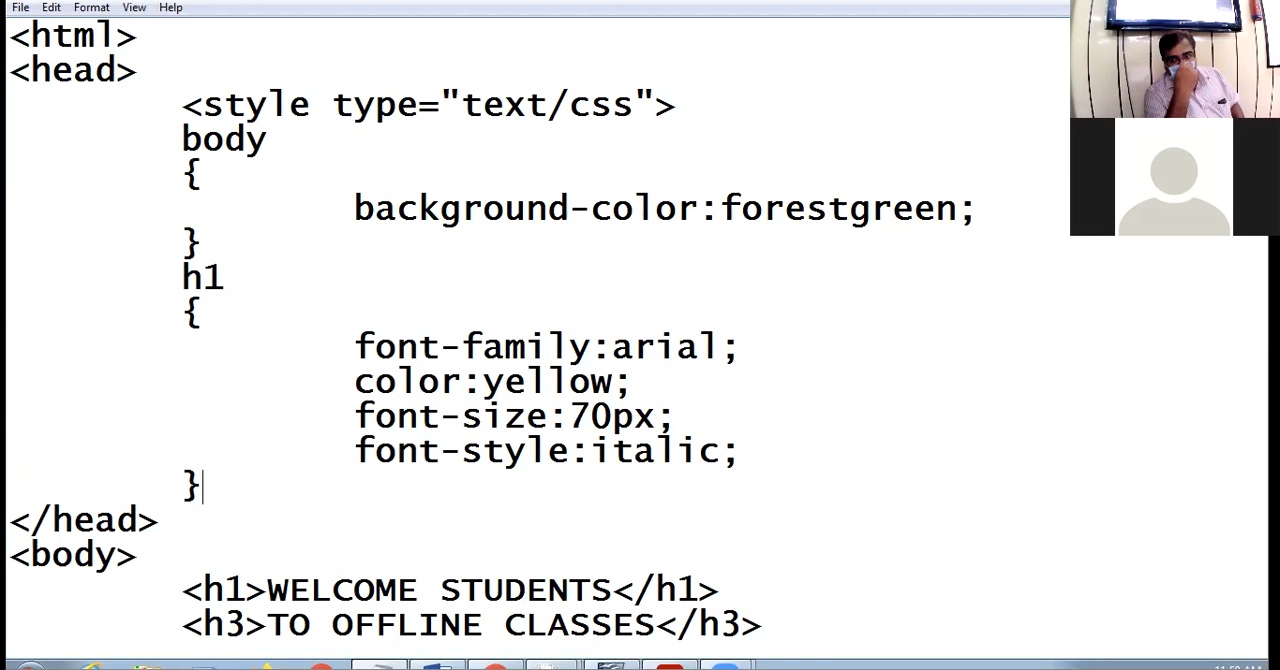 File Edit Format View Help
<html>
<head>
<style type="text/css">
body
{
background-color:forestgreen;
}
h1
{
font-family:arial;
color:yellow;
font-size:70px;
font-style:italic;
}
</head>
<body>
<h1>WELCOME STUDENTS</h1>
<h3>TO OFFLINE CLASSES</h3>